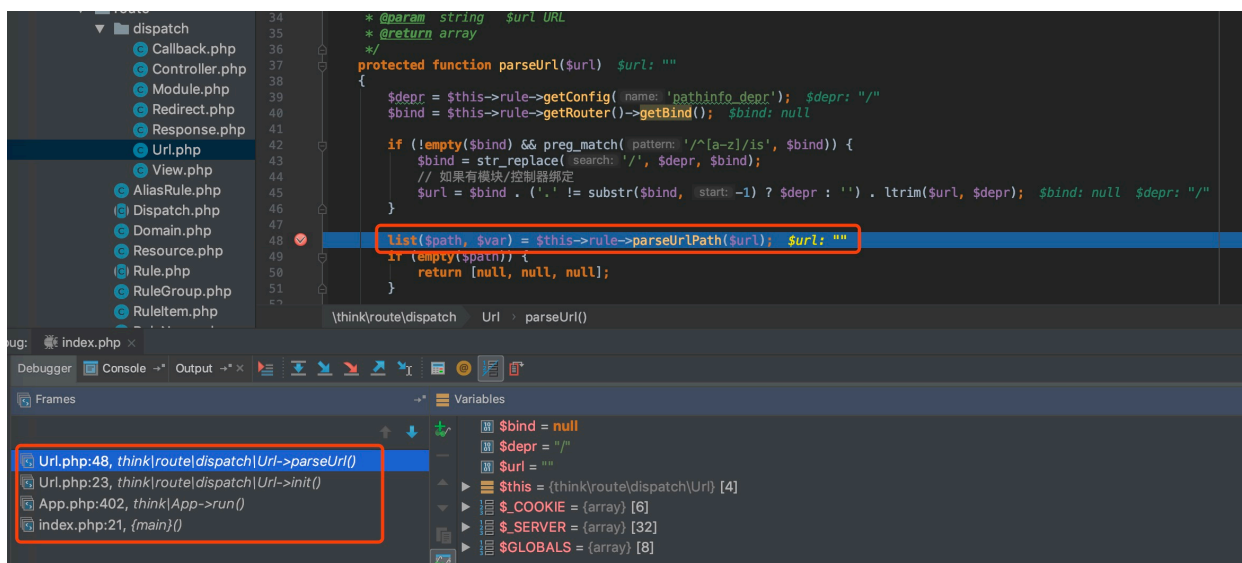 route
dispatch
Callback.php
Controller.php
Module.php
Redirect.php
Response.php
Url.php
View.php
AliasRule.php
Dispatch.php
Domain.php
Resource.php
Rule.php
RuleGroup.php
RuleItem.php
34 * @param string $url URL
35 * @return array
36 */
37 protected function parseUrl($url) $url: ""
38 {
39 $depr = $this->rule->getConfig( name: 'pathinfo_depr'); $depr: "/"
40 $bind = $this->rule->getRouter()->getBind(); $bind: null
41
42 if (!empty($bind) && preg_match( pattern: '/^[a-z]/is', $bind)) {
43 $bind = str_replace( search: '/', $depr, $bind);
44 // 如果有模块/控制器绑定
45 $url = $bind . ('.' != substr($bind, start: -1) ? $depr : '') . ltrim($url, $depr); $bind: null $depr: "/"
46 }
47
48 list($path, $var) = $this->rule->parseUrlPath($url); $url: ""
49 if (empty($path)) {
50 return [null, null, null];
51 }
52
\think\route\dispatch Url parseUrl()
bug: index.php
Debugger Console Output
Frames
Url.php:48, think|route|dispatch|Url->parseUrl()
Url.php:23, think|route|dispatch|Url->init()
App.php:402, think|App->run()
index.php:21, {main}()
Variables
$bind = null
$depr = "/"
$url = ""
$this = {think\route\dispatch\Url} [4]
$_COOKIE = {array} [6]
$_SERVER = {array} [32]
$GLOBALS = {array} [8]